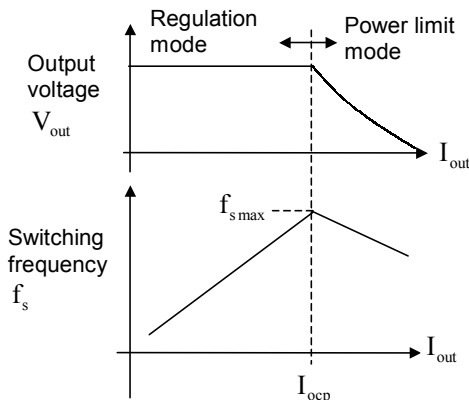 Regulation
mode
Power limit
mode
Output
voltage
V_out
I_out
f_s max
Switching
frequency
f_s
I_out
I_ocp